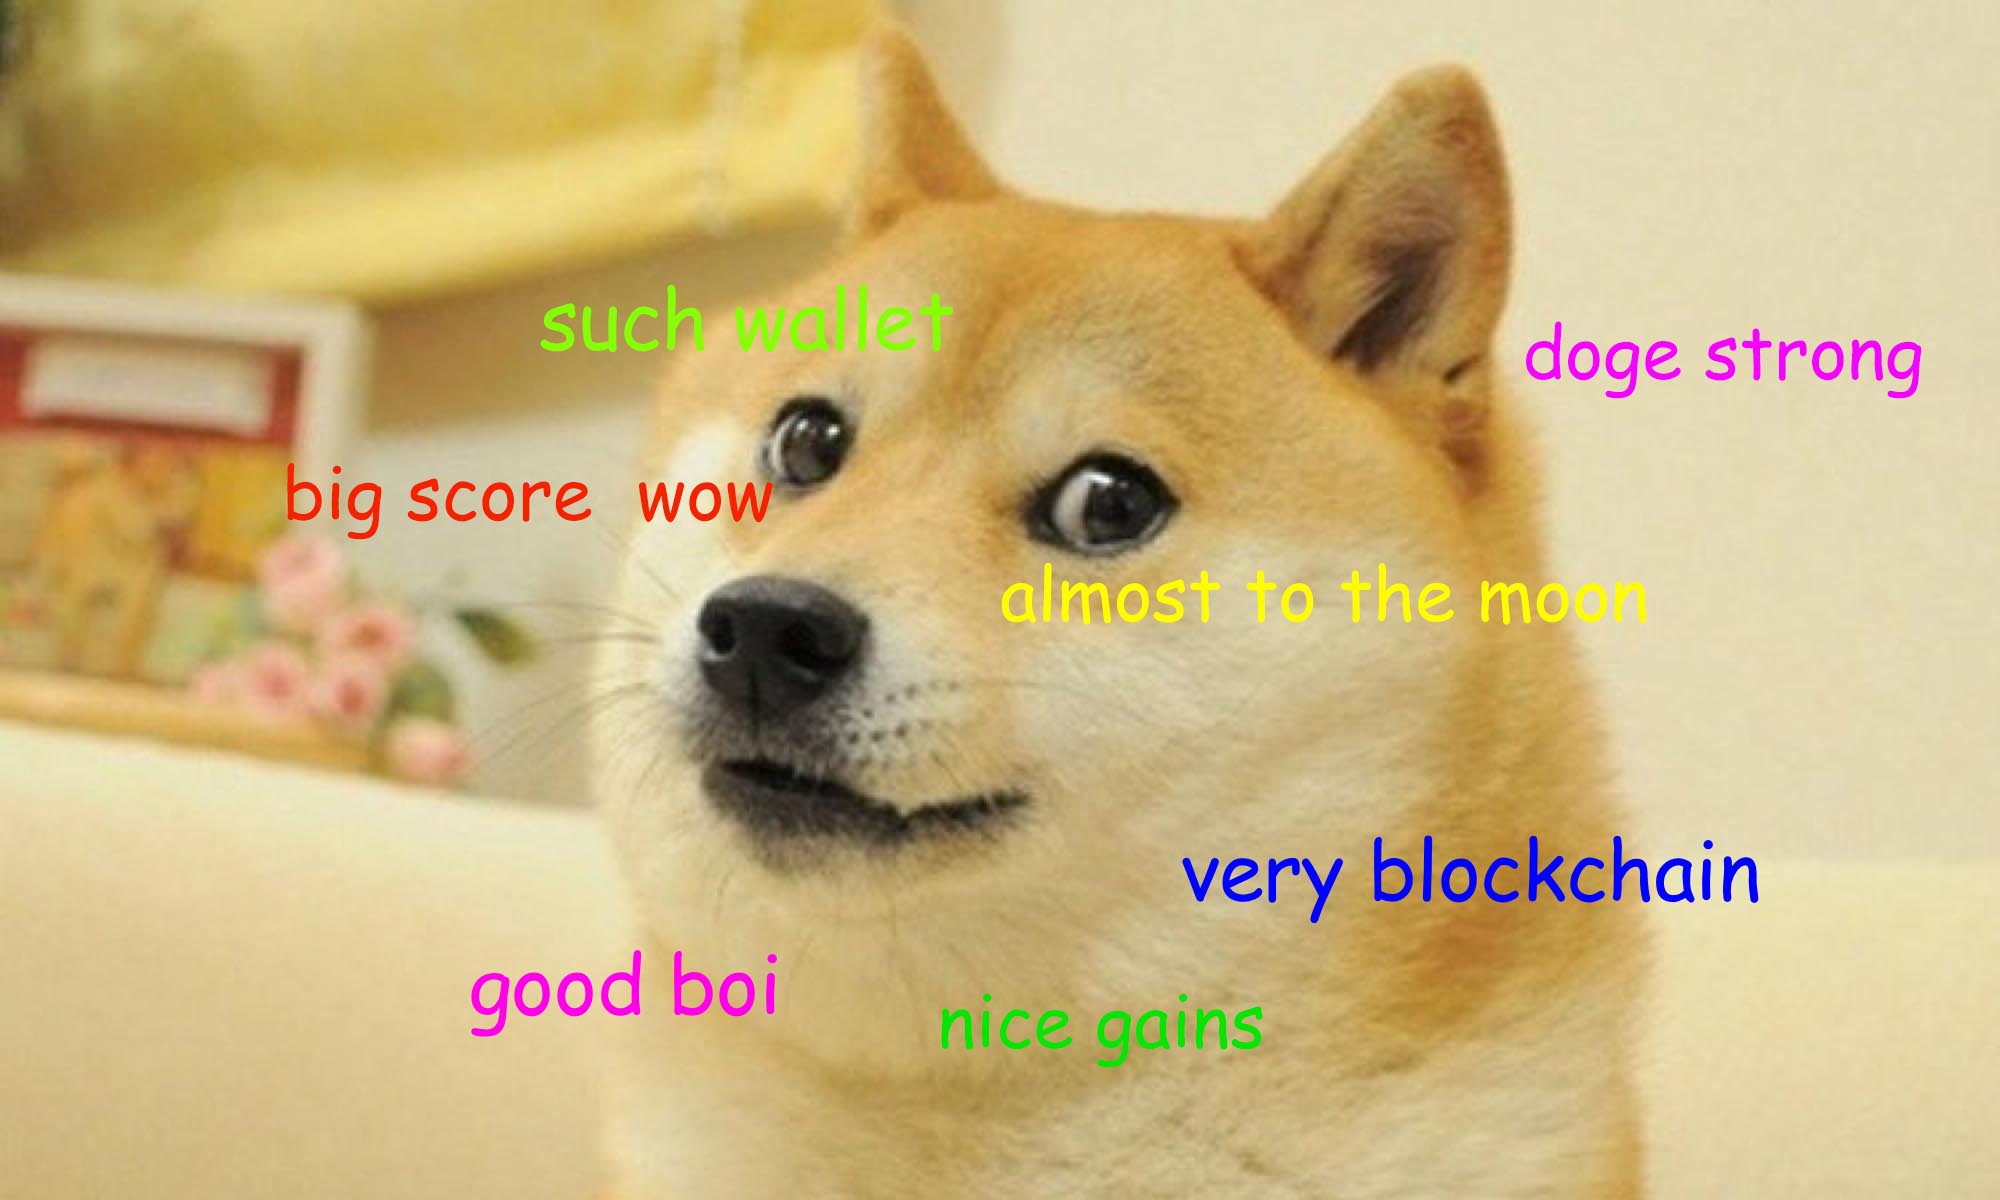 such wallet
doge strong
big score wow
almost to the moon
very blockchain
good boi
nice gains